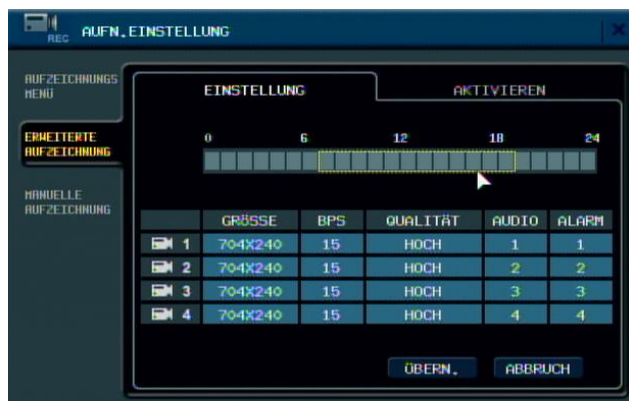 REC AUFN.EINSTELLUNG
AUFZEICHNUNGS
MENÜ
ERWEITERTE
AUFZEICHNUNG
MANUELLE
AUFZEICHNUNG
EINSTELLUNG AKTIVIEREN
0 6 12 18 24
GRÖSSE BPS QUALITÄT AUDIO ALARM
1 704X240 15 HOCH 1 1
2 704X240 15 HOCH 2 2
3 704X240 15 HOCH 3 3
4 704X240 15 HOCH 4 4
ÜBERN. ABBRUCH